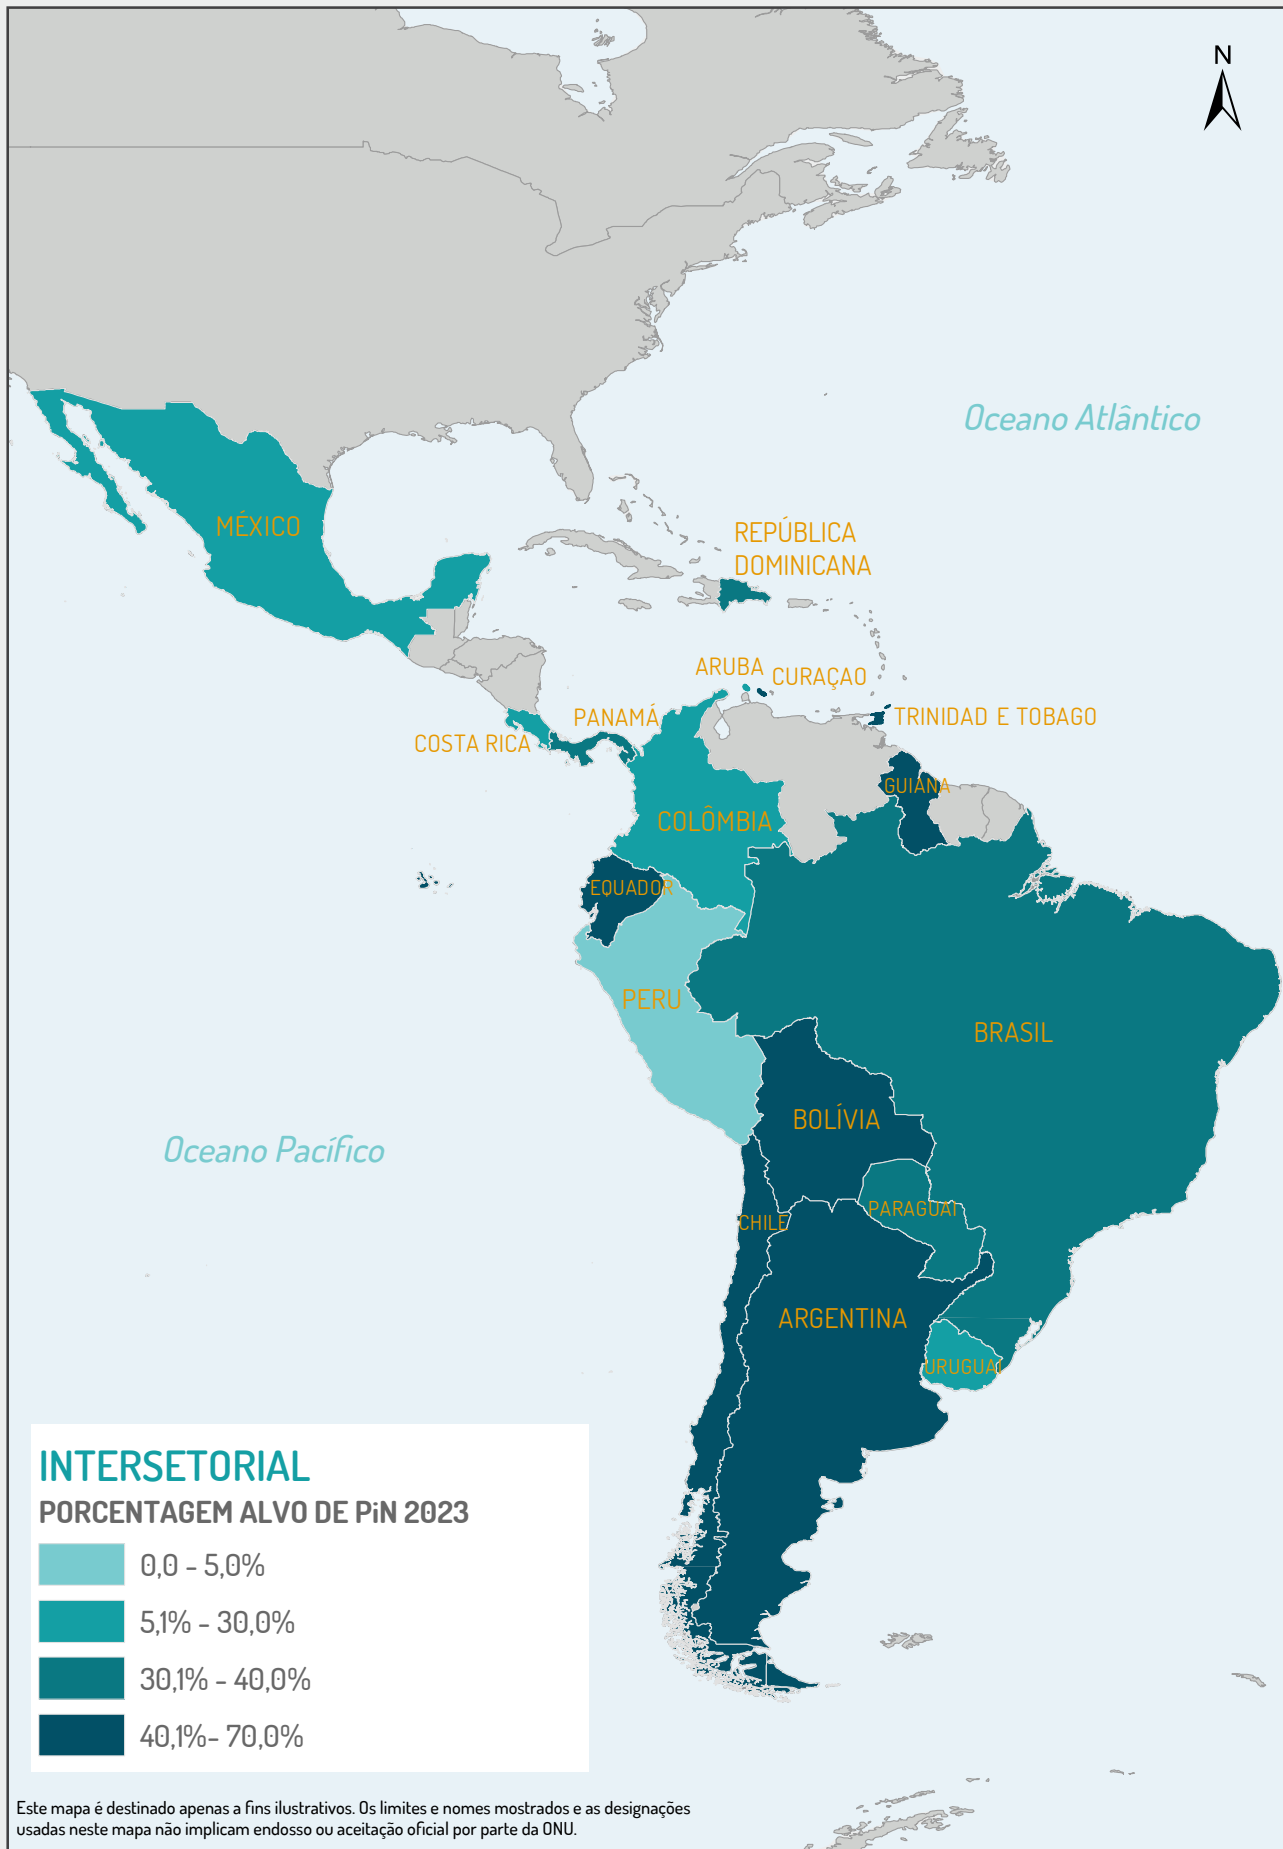 N
Oceano Atlântico
MÉXICO
REPÚBLICA
DOMINICANA
ARUBA
CURAÇAO
PANAMÁ
TRINIDAD E TOBAGO
COSTA RICA
GUIANA
COLÔMBIA
EQUADOR
PERU
BRASIL
BOLÍVIA
Oceano Pacífico
PARAGUAI
CHILE
ARGENTINA
URUGUAI
INTERSETORIAL
PORCENTAGEM ALVO DE PiN 2023
0,0 - 5,0%
5,1% - 30,0%
30,1% - 40,0%
40,1%- 70,0%
Este mapa é destinado apenas a fins ilustrativos. Os limites e nomes mostrados e as designações
usadas neste mapa não implicam endosso ou aceitação oficial por parte da ONU.